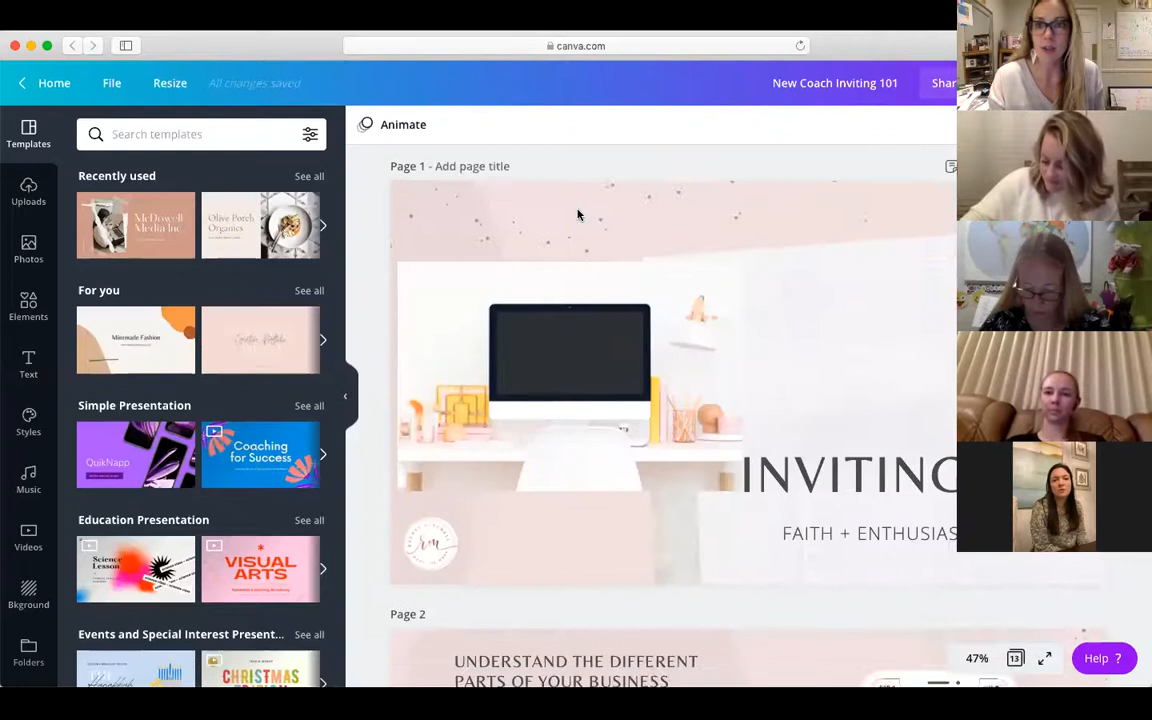 canva.com
Home
File
Resize
All changes saved
New Coach Inviting 101
Shar
Templates
Uploads
Photos
Elements
Text
Styles
Music
Videos
Bkground
Folders
Search templates
Recently used
See all
McDowell
Media Inc.
Olive Porch
Organics
For you
See all
Minimade Fashion
Simple Presentation
See all
QuikNapp
Coaching
for Success
Education Presentation
See all
Science
Lesson
VISUAL
ARTS
Events and Special Interest Present...
See all
CHRISTMAS
Animate
Page 1 - Add page title
INVITING
FAITH + ENTHUSIAS
rm
Page 2
UNDERSTAND THE DIFFERENT
PARTS OF YOUR BUSINESS
47%
13
Help ?